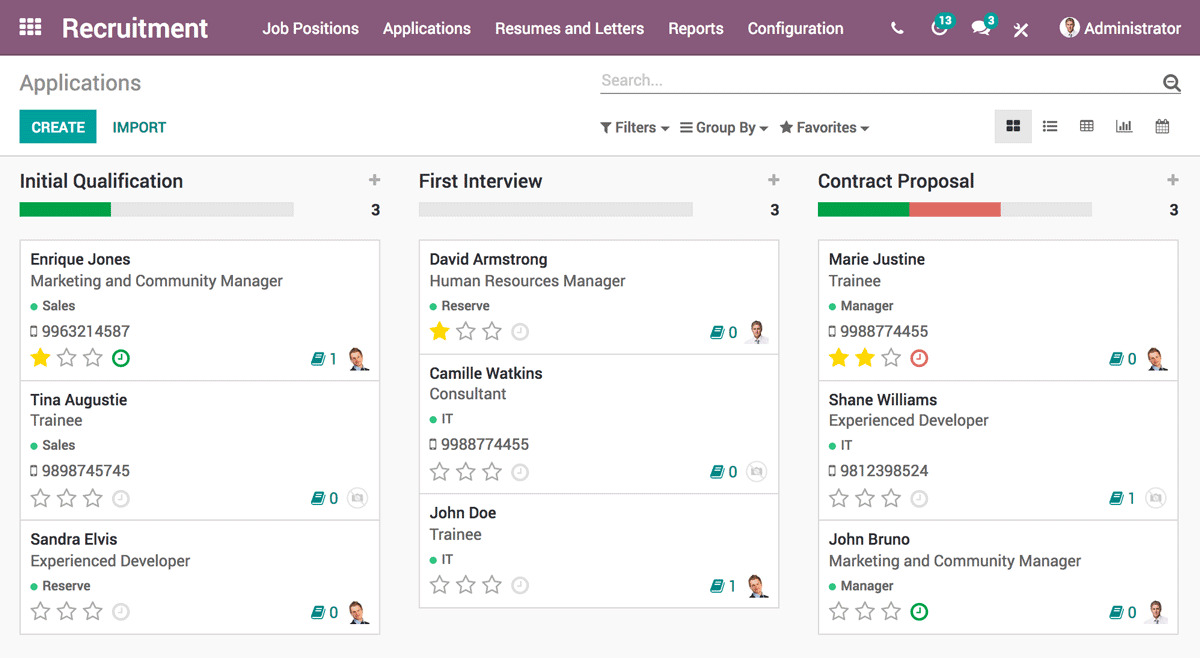 Recruitment Job Positions Applications Resumes and Letters Reports Configuration 13 3 Administrator
Applications
Search...
CREATE IMPORT
Filters Group By Favorites
Initial Qualification +
3
Enrique Jones
Marketing and Community Manager
Sales
9963214587
1
Tina Augustie
Trainee
Sales
9898745745
0
Sandra Elvis
Experienced Developer
Reserve
0
First Interview +
3
David Armstrong
Human Resources Manager
Reserve
0
Camille Watkins
Consultant
IT
9988774455
0
John Doe
Trainee
IT
1
Contract Proposal +
3
Marie Justine
Trainee
Manager
9988774455
0
Shane Williams
Experienced Developer
IT
9812398524
1
John Bruno
Marketing and Community Manager
Manager
0